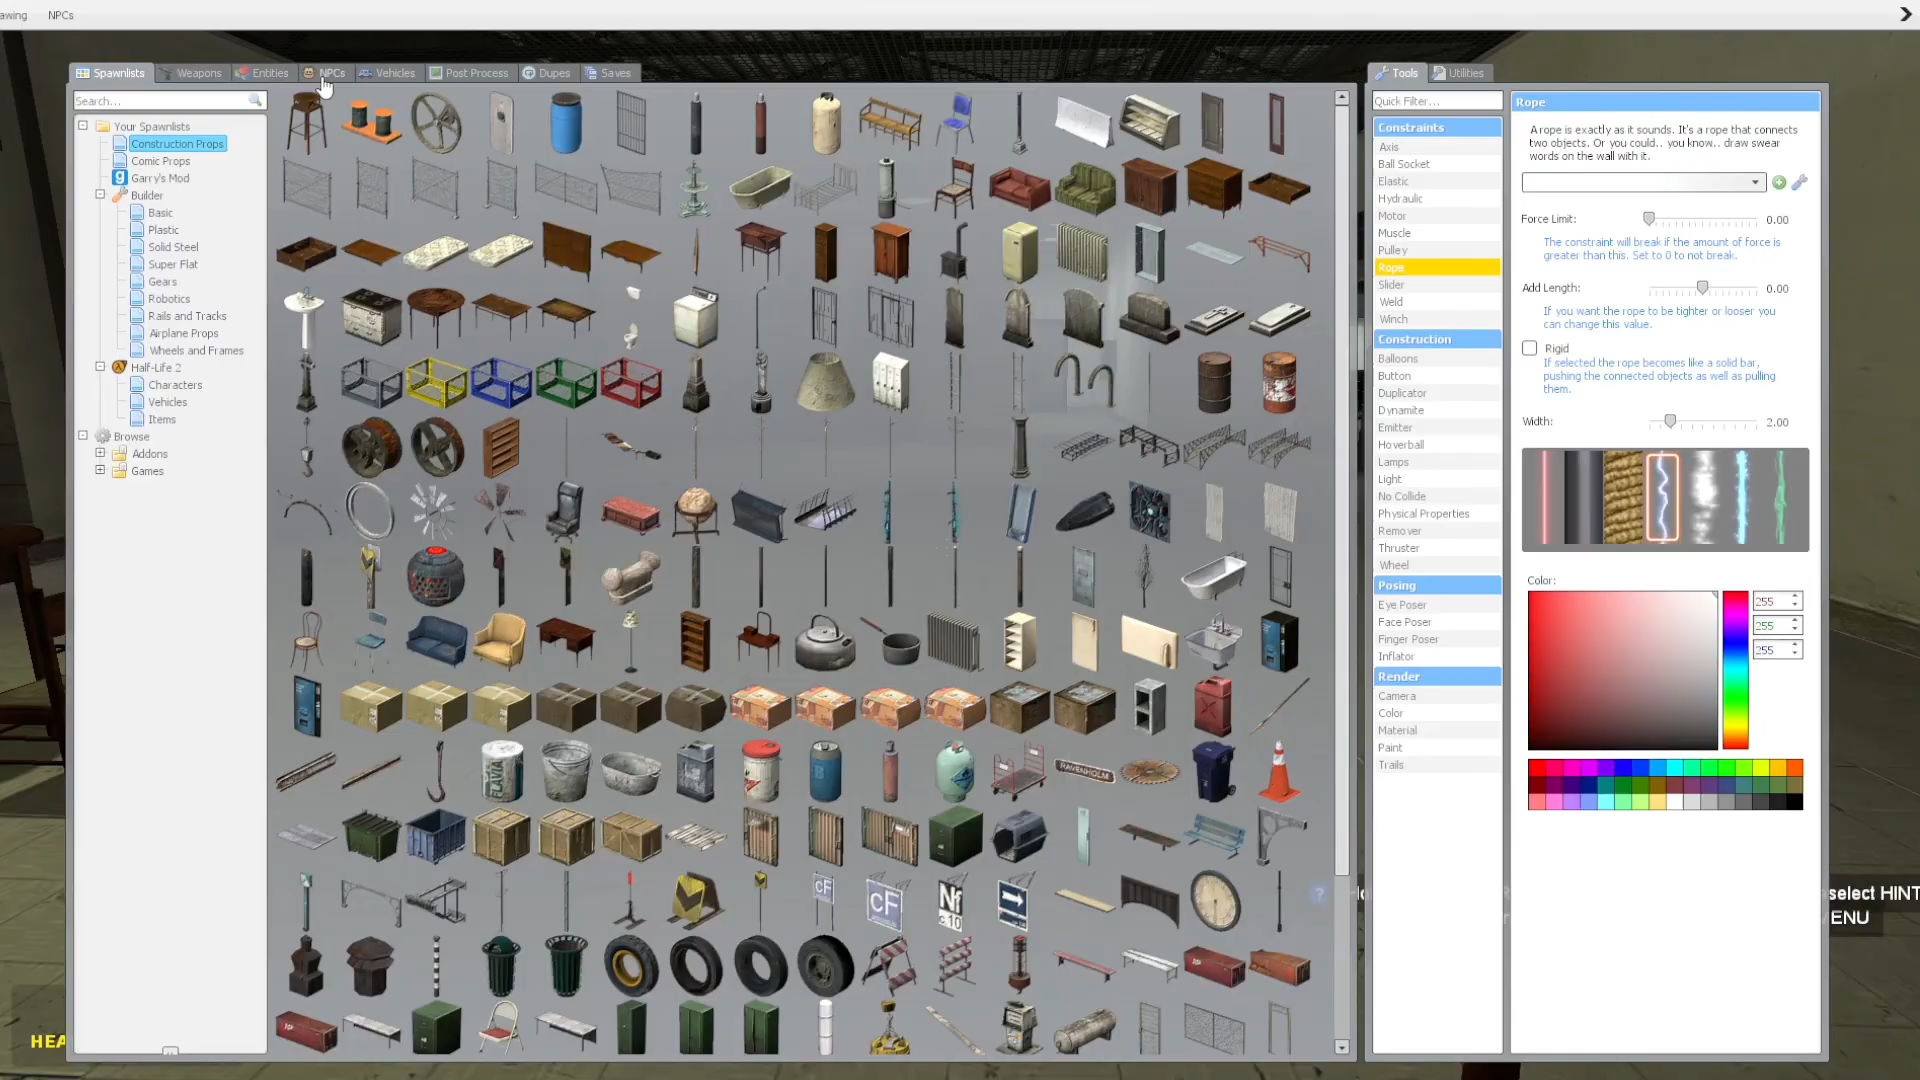 awing NPCs
Spawnlists Weapons Entities NPCs Vehicles Post Process Dupes Saves
Search...
Your Spawnlists
Construction Props
Comic Props
Garry's Mod
Builder
Basic
Plastic
Solid Steel
Super Flat
Gears
Robotics
Rails and Tracks
Airplane Props
Wheels and Frames
Half-Life 2
Characters
Vehicles
Items
Browse
Addons
Games
FLAVIA
B
RAVENHOLM
cF
cF
Nf
c.10
HEA
Tools Utilities
Quick Filter...
Constraints
Axis
Ball Socket
Elastic
Hydraulic
Motor
Muscle
Pulley
Rope
Slider
Weld
Winch
Construction
Balloons
Button
Duplicator
Dynamite
Emitter
Hoverball
Lamps
Light
No Collide
Physical Properties
Remover
Thruster
Wheel
Posing
Eye Poser
Face Poser
Finger Poser
Inflator
Render
Camera
Color
Material
Paint
Trails
Rope
A rope is exactly as it sounds. It's a rope that connects
two objects. Or you could.. you know.. draw swear
words on the wall with it.
Force Limit: 0.00
The constraint will break if the amount of force is
greater than this. Set to 0 to not break.
Add Length: 0.00
If you want the rope to be tighter or looser you
can change this value.
Rigid
If selected the rope becomes like a solid bar,
pushing the connected objects as well as pulling
them.
Width: 2.00
Color:
255
255
255
select HINT
ENU